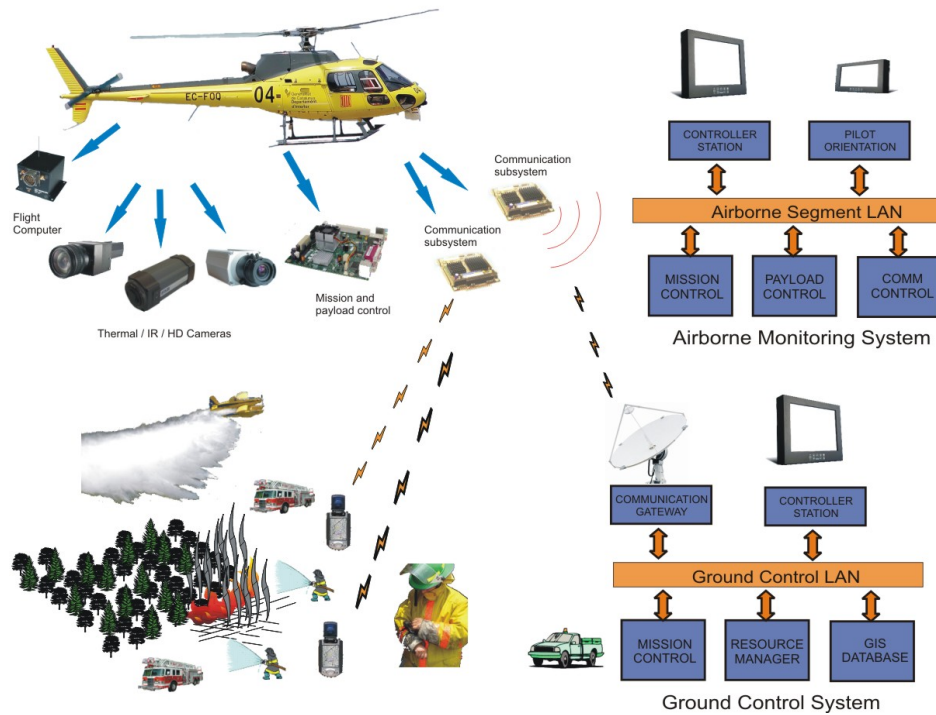 EC-FOQ
04
Communication
subsystem
Flight
Computer
Communication
subsystem
Mission and
payload control
Thermal / IR / HD Cameras
CONTROLLER
STATION
PILOT
ORIENTATION
Airborne Segment LAN
MISSION
CONTROL
PAYLOAD
CONTROL
COMM
CONTROL
Airborne Monitoring System
COMMUNICATION
GATEWAY
CONTROLLER
STATION
Ground Control LAN
MISSION
CONTROL
RESOURCE
MANAGER
GIS
DATABASE
Ground Control System